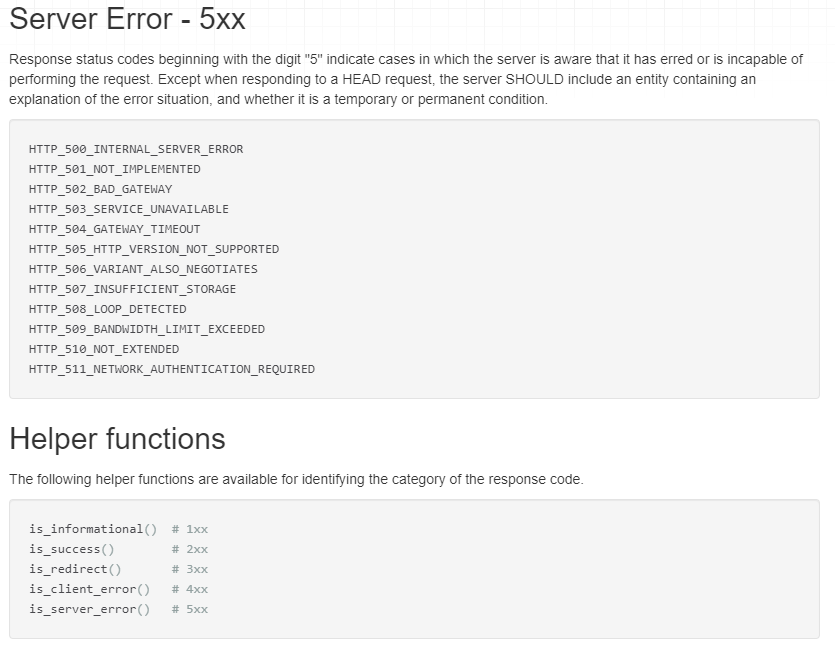 Server Error - 5xx
Response status codes beginning with the digit "5" indicate cases in which the server is aware that it has erred or is incapable of
performing the request. Except when responding to a HEAD request, the server SHOULD include an entity containing an
explanation of the error situation, and whether it is a temporary or permanent condition.
HTTP_500_INTERNAL_SERVER_ERROR
HTTP_501_NOT_IMPLEMENTED
HTTP_502_BAD_GATEWAY
HTTP_503_SERVICE_UNAVAILABLE
HTTP_504_GATEWAY_TIMEOUT
HTTP_505_HTTP_VERSION_NOT_SUPPORTED
HTTP_506_VARIANT_ALSO_NEGOTIATES
HTTP_507_INSUFFICIENT_STORAGE
HTTP_508_LOOP_DETECTED
HTTP_509_BANDWIDTH_LIMIT_EXCEEDED
HTTP_510_NOT_EXTENDED
HTTP_511_NETWORK_AUTHENTICATION_REQUIRED
Helper functions
The following helper functions are available for identifying the category of the response code.
is_informational()  # 1xx
is_success()        # 2xx
is_redirect()       # 3xx
is_client_error()   # 4xx
is_server_error()   # 5xx